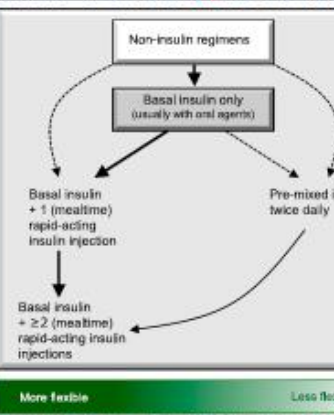 Non-insulin regimens
Basal insulin only
(usually with oral agents)
Basal insulin
+ 1 (mealtime)
rapid-acting
insulin injection
Pre-mixed
twice daily
Basal insulin
+ ≥2 (mealtime)
rapid-acting insulin
injections
More flexible
Less